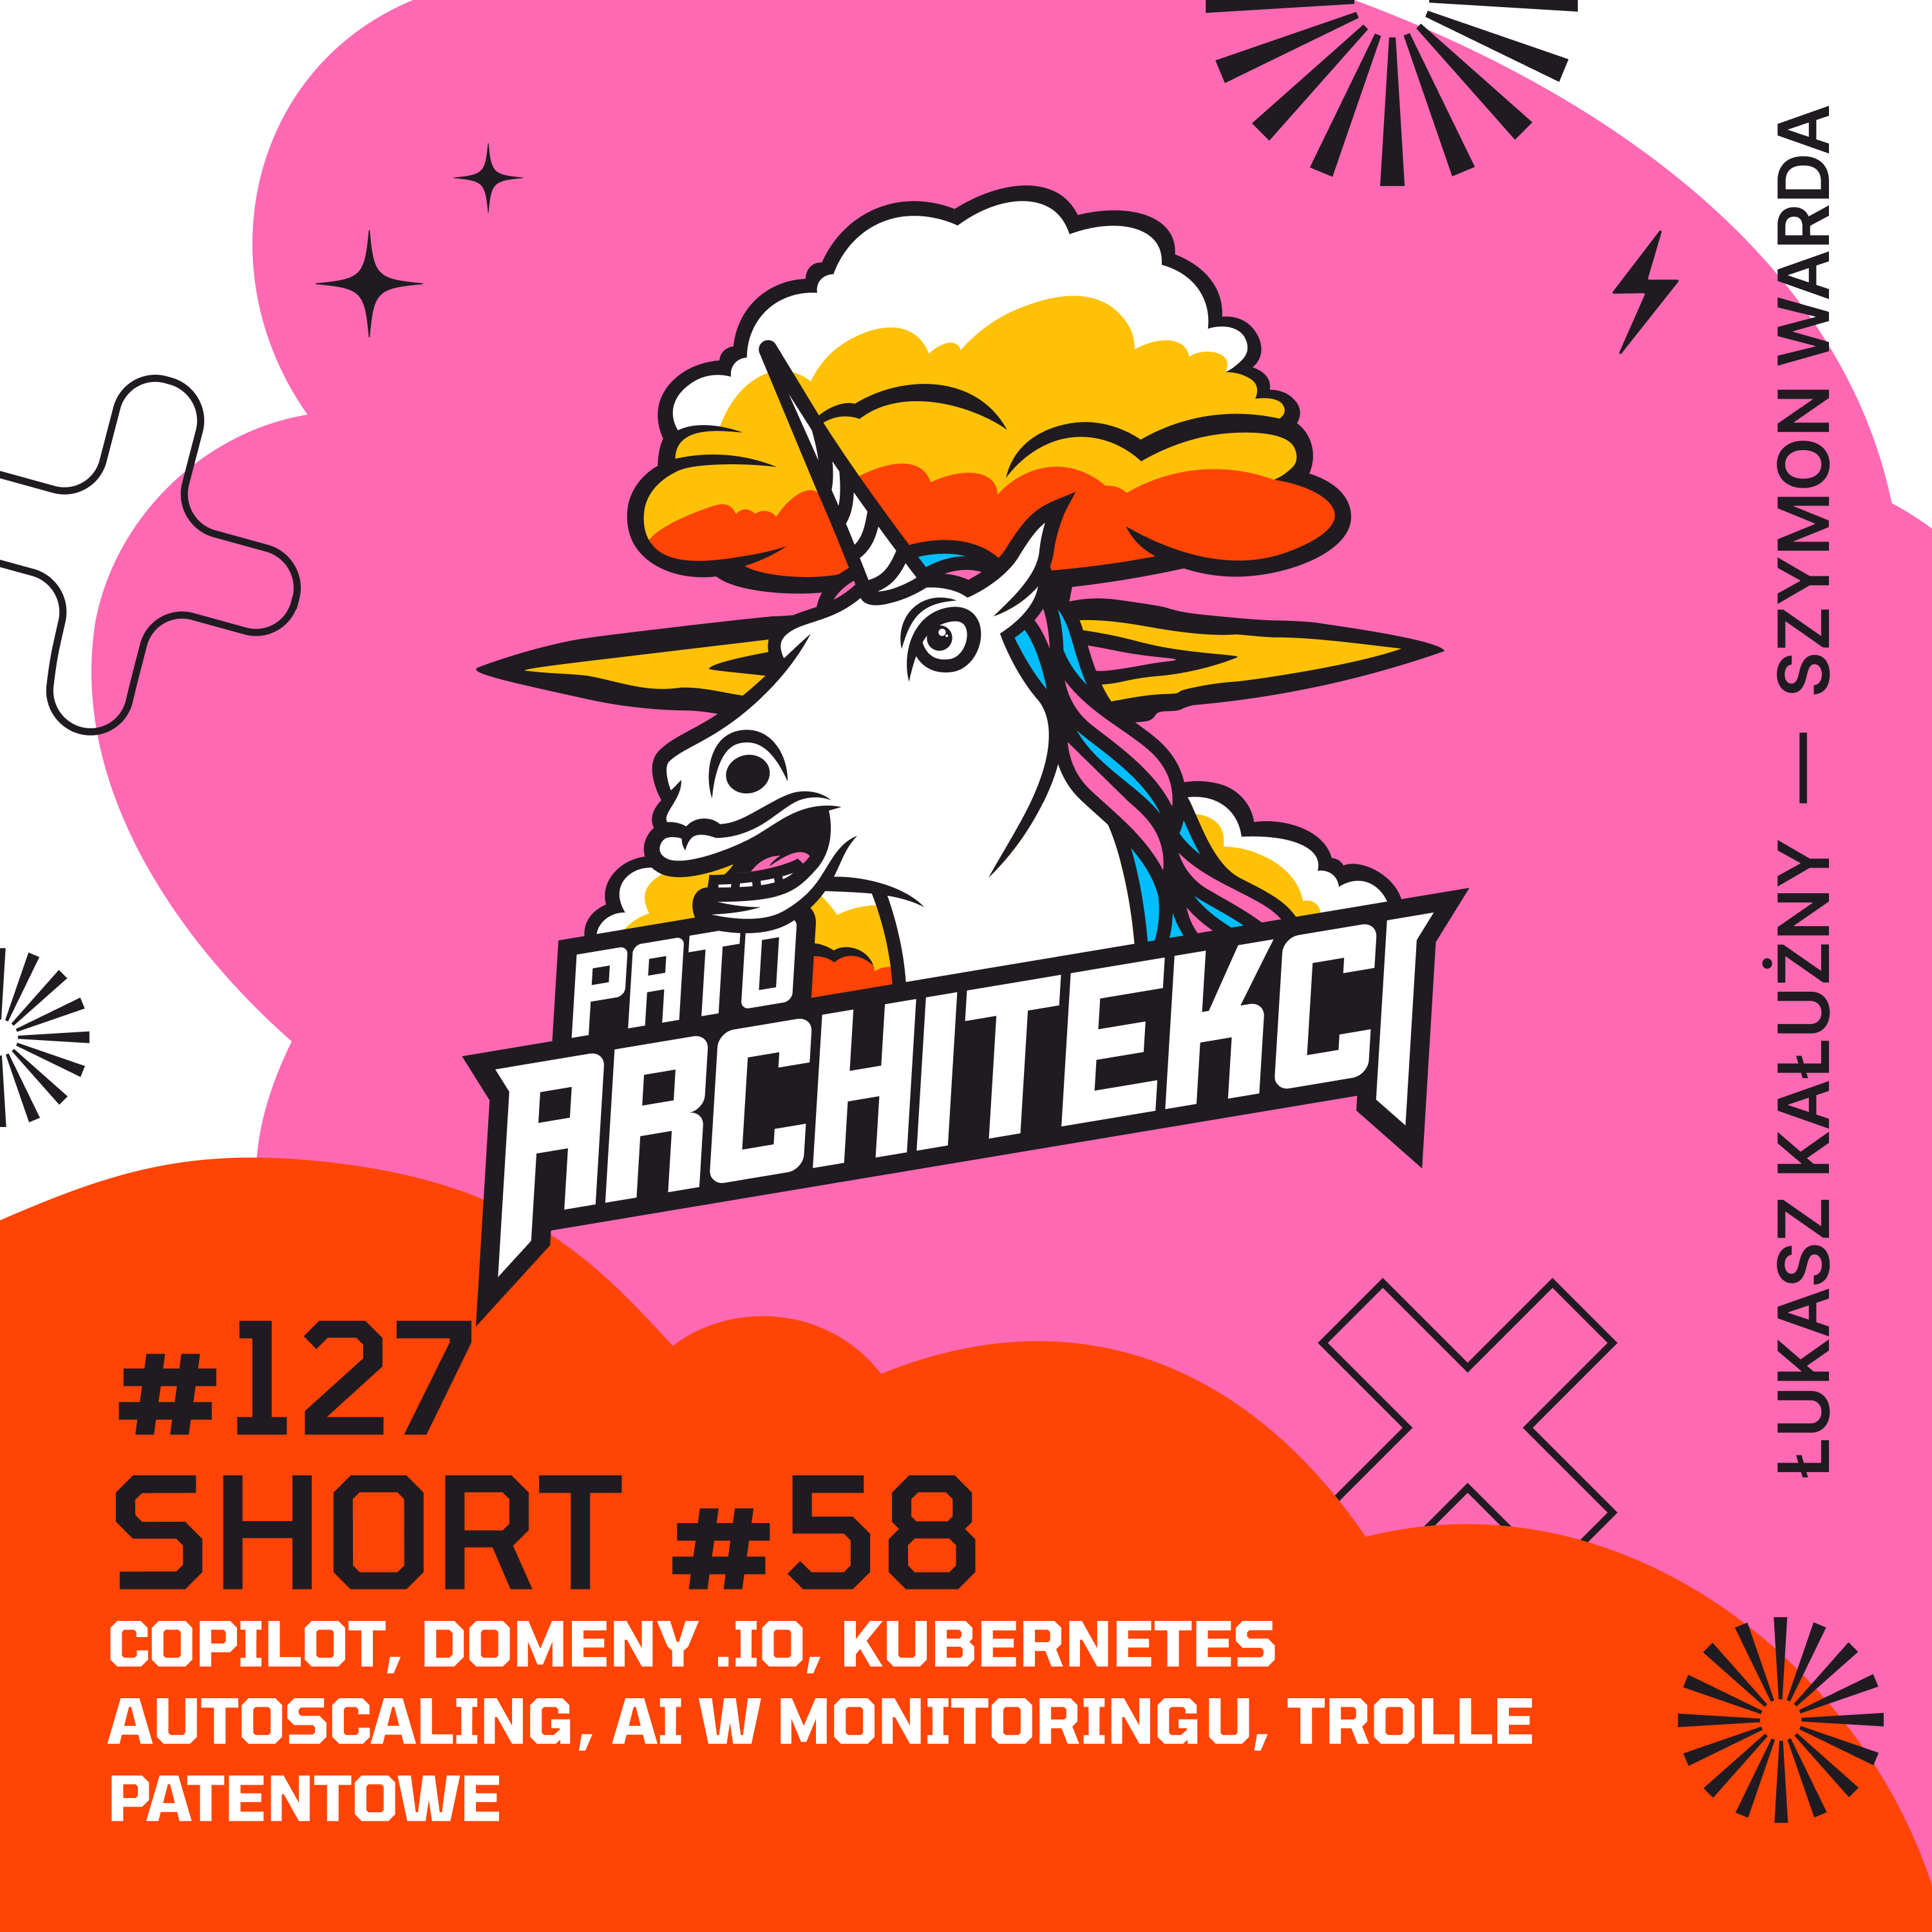 PATO
ARCHITEKCI
#127
SHORT #58
COPILOT, DOMENY .IO, KUBERNETES
AUTOSCALING, AI W MONITORINGU, TROLLE
PATENTOWE
ŁUKASZ KAŁUŻNY — SZYMON WARDA